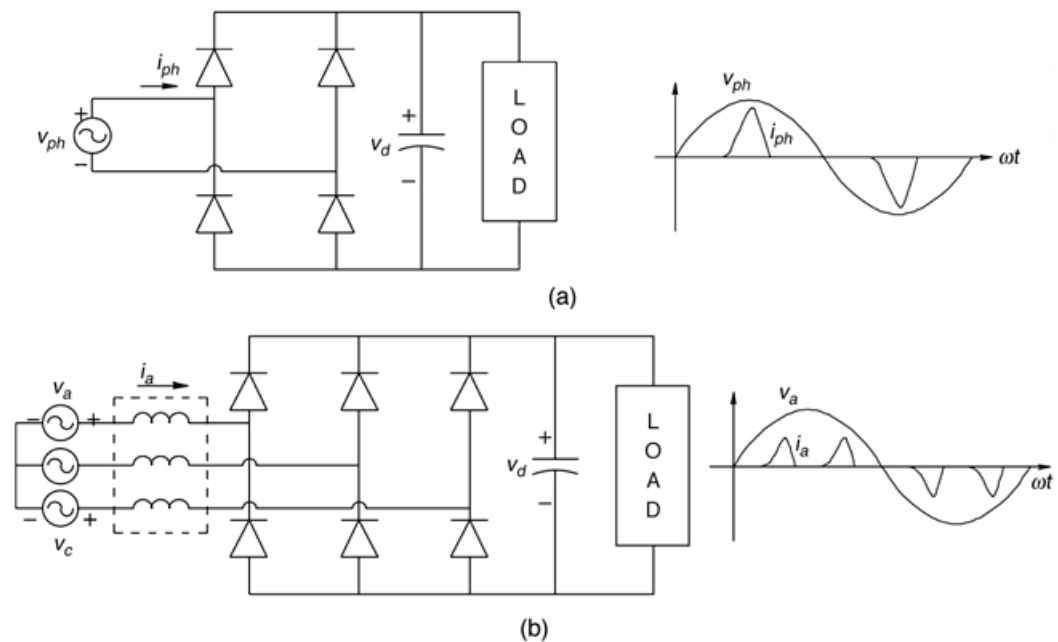 i_ph
+
v_ph
−
+
v_d
−
L
O
A
D
v_ph
i_ph
ωt
(a)
v_a
i_a
− +
− +
v_c
+
v_d
−
L
O
A
D
v_a
i_a
ωt
(b)